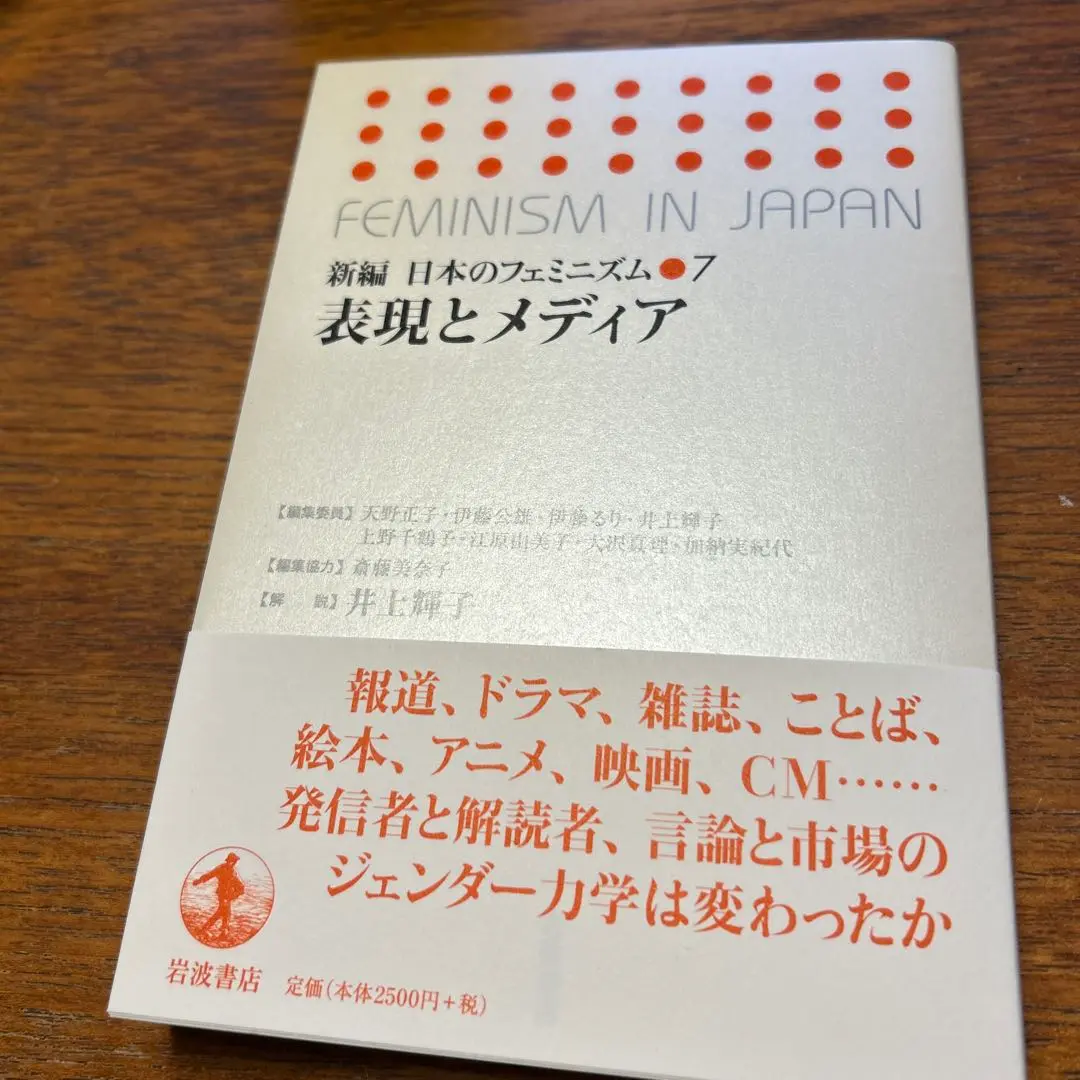 FEMINISM IN JAPAN
新編 日本のフェミニズム●7
表現とメディア
【編集委員】天野正子・伊藤公雄・伊藤るり・井上輝子
上野千鶴子・江原由美子・大沢真理・加納実紀代
【編集協力】斎藤美奈子
【解 説】井上輝子
報道、ドラマ、雑誌、ことば、
絵本、アニメ、映画、CM……
発信者と解読者、言論と市場の
ジェンダー力学は変わったか
岩波書店
定価(本体2500円+税)